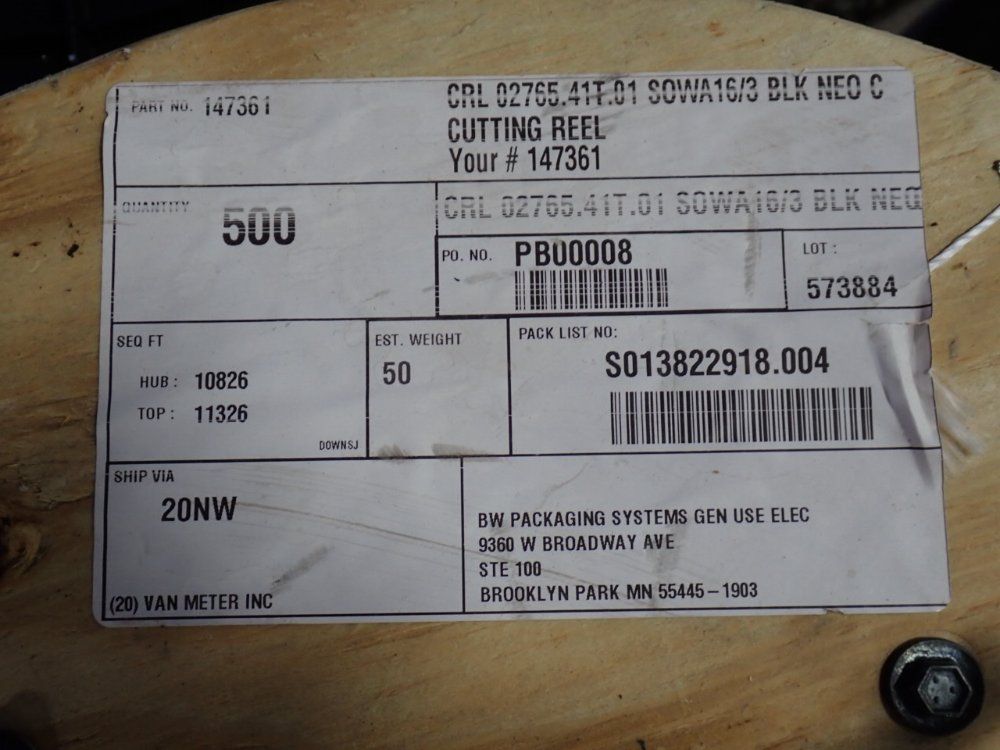 PART NO. 147361
CRL 02765.41T.01 SOWA16/3 BLK NEO C
CUTTING REEL
Your # 147361
QUANTITY
500
CRL 02765.41T.01 SOWA16/3 BLK NEO
PO. NO. PB00008
LOT :
573884
SEQ FT
HUB : 10826
TOP : 11326
DOWNSJ
EST. WEIGHT
50
PACK LIST NO:
S013822918.004
SHIP VIA
20NW
(20) VAN METER INC
BW PACKAGING SYSTEMS GEN USE ELEC
9360 W BROADWAY AVE
STE 100
BROOKLYN PARK MN 55445-1903